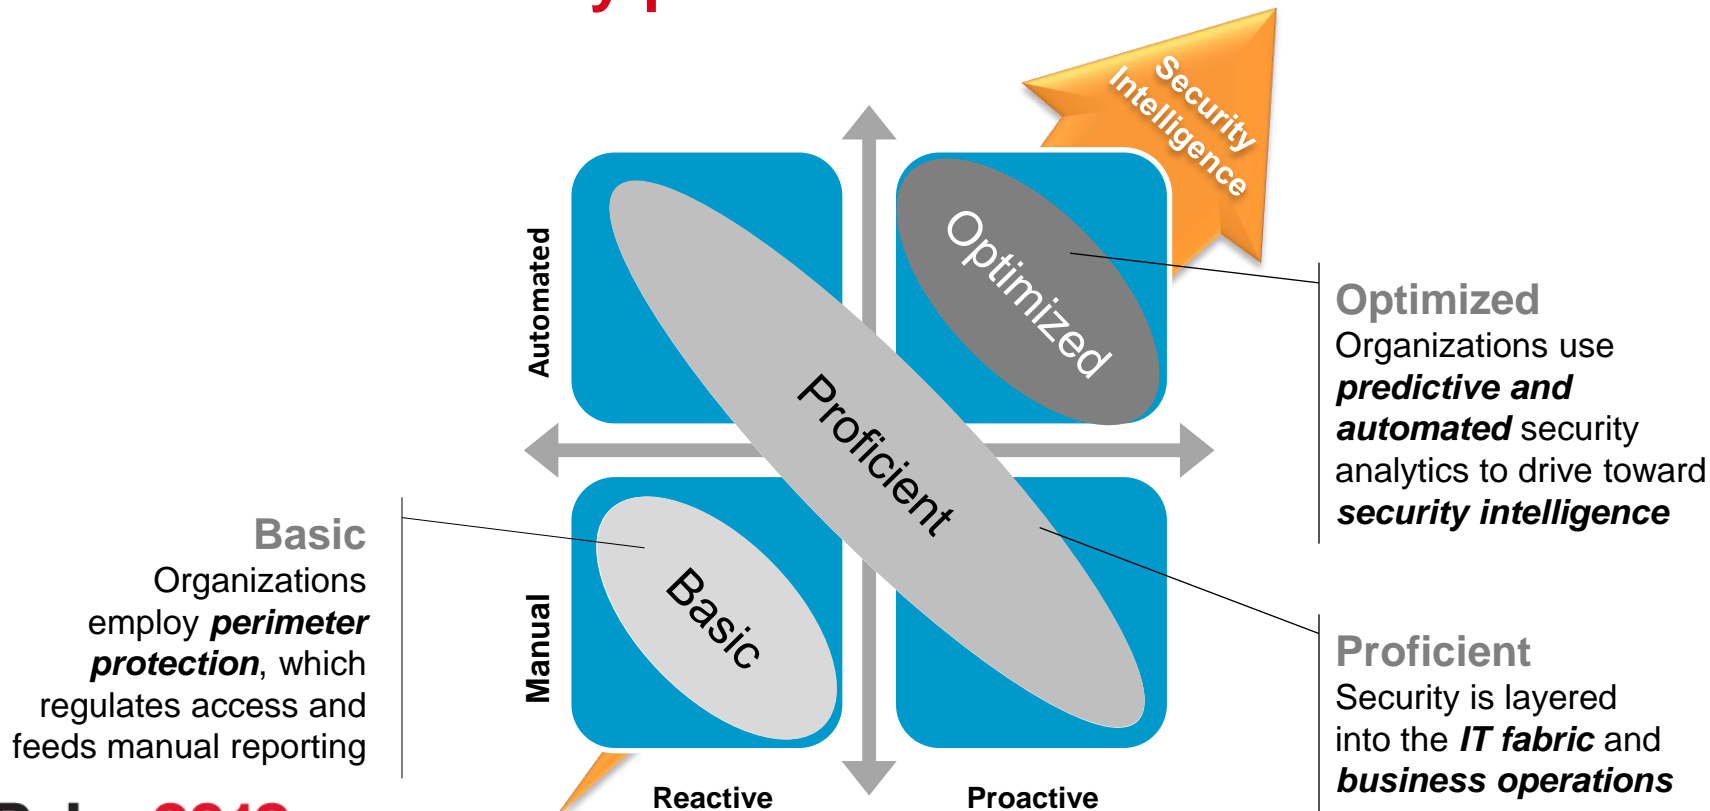 Security
Intelligence
Automated
Optimized
Proficient
Optimized
Organizations use
predictive and
automated security
analytics to drive toward
security intelligence
Basic
Organizations
employ perimeter
protection, which
regulates access and
feeds manual reporting
Manual
Basic
Proficient
Security is layered
into the IT fabric and
business operations
Reactive
Proactive